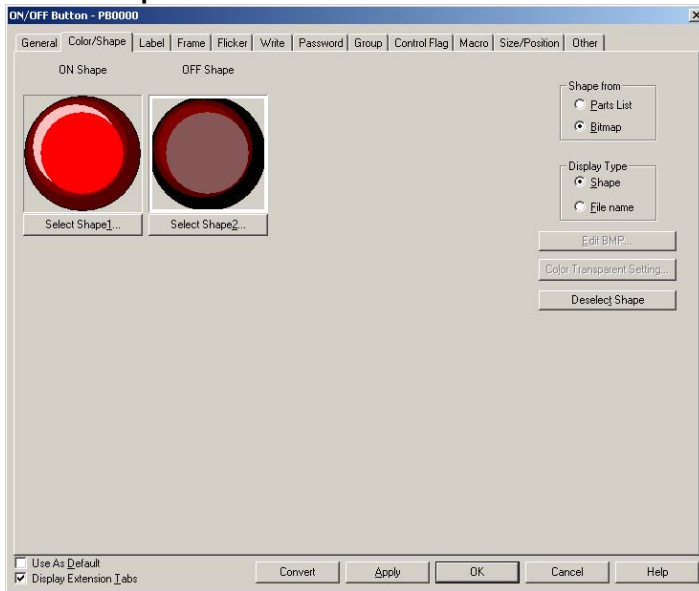 ON/OFF Button - PB0000
General Color/Shape Label Frame Flicker Write Password Group Control Flag Macro Size/Position Other
ON Shape OFF Shape
Shape from
Parts List
Bitmap
Display Type
Shape
File name
Select Shape1... Select Shape2...
Edit BMP...
Color Transparent Setting...
Deselect Shape
Use As Default
Display Extension Tabs
Convert Apply OK Cancel Help